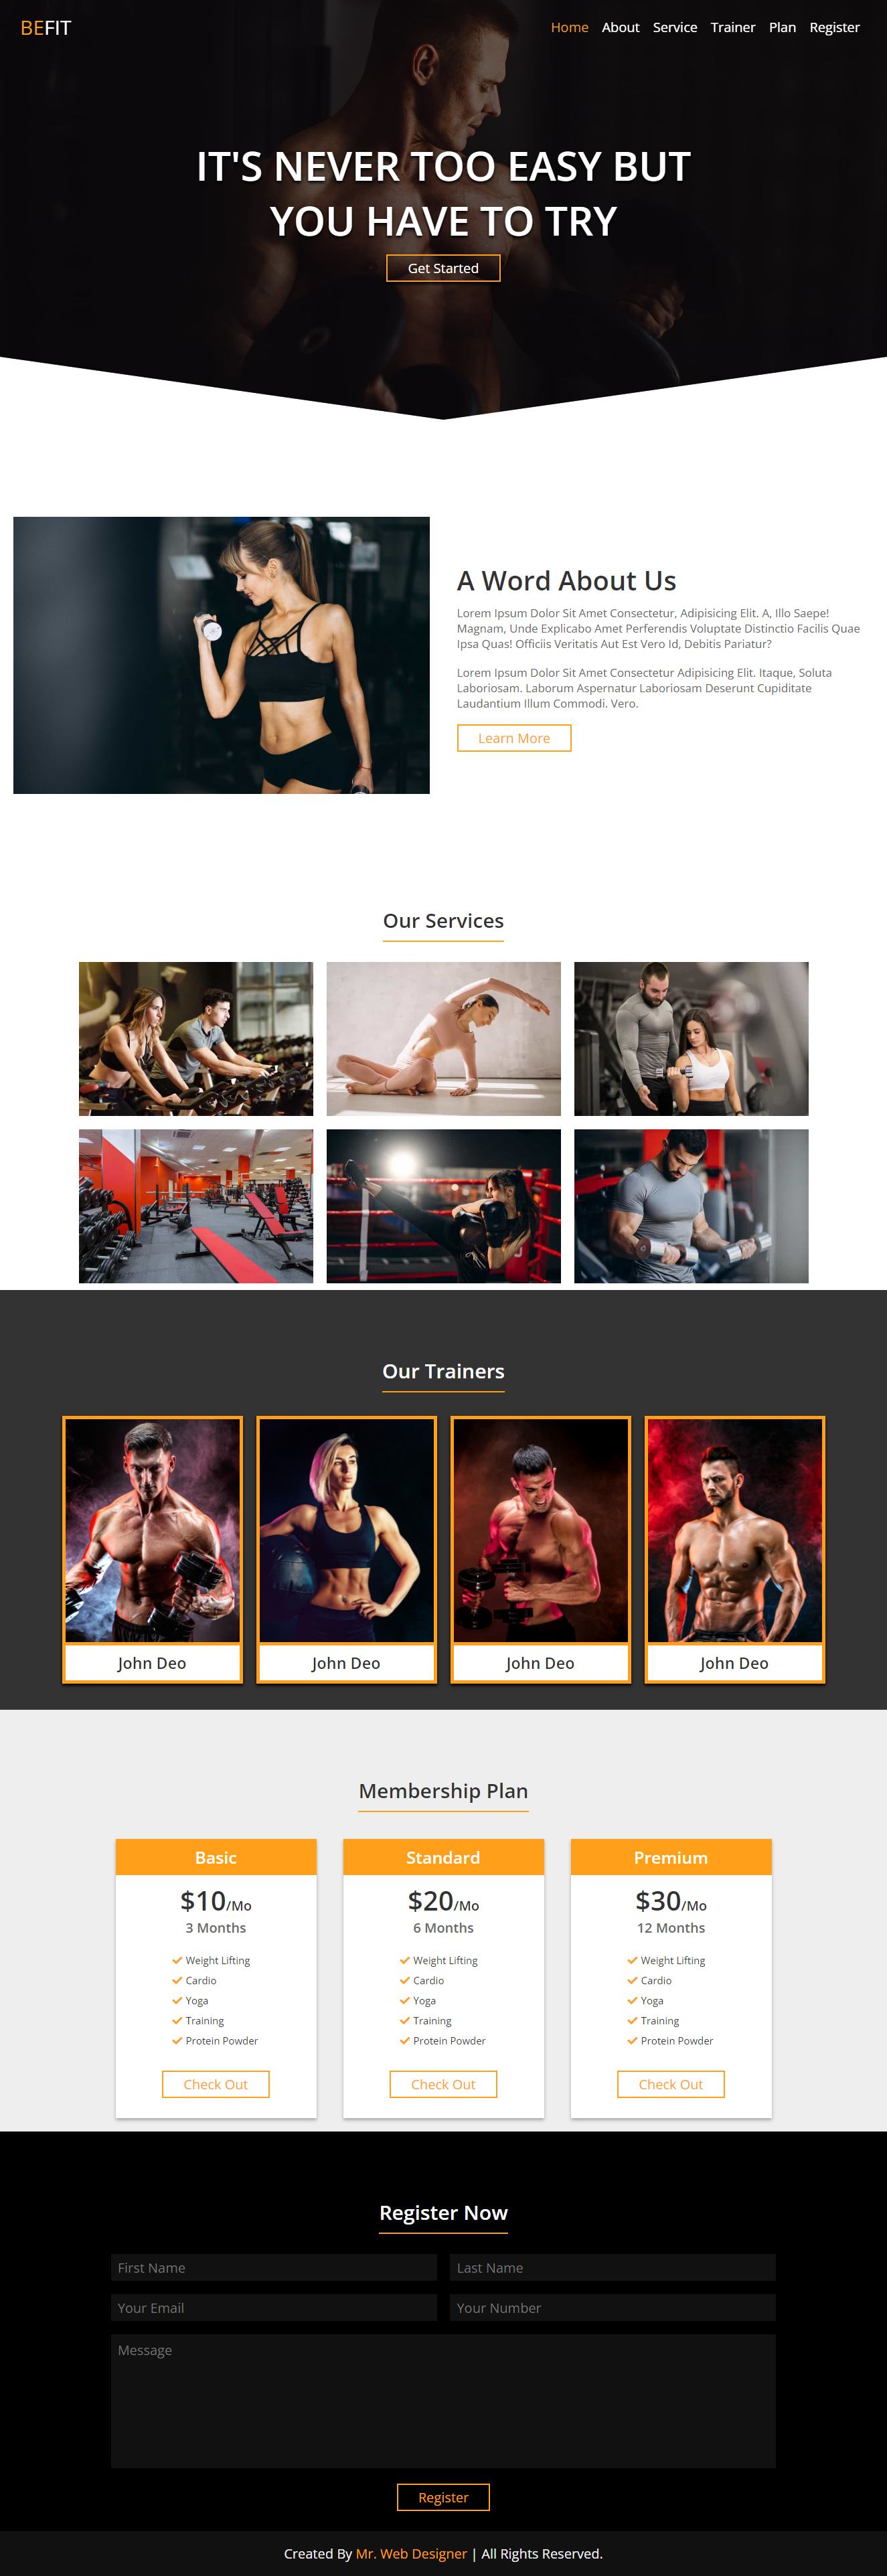 BEFIT
Home About Service Trainer Plan Register
IT'S NEVER TOO EASY BUT
YOU HAVE TO TRY
Get Started
A Word About Us
Lorem Ipsum Dolor Sit Amet Consectetur, Adipisicing Elit. A, Illo Saepe!
Magnam, Unde Explicabo Amet Perferendis Voluptate Distinctio Facilis Quae
Ipsa Quas! Officiis Veritatis Aut Est Vero Id, Debitis Pariatur?
Lorem Ipsum Dolor Sit Amet Consectetur Adipisicing Elit. Itaque, Soluta
Laboriosam. Laborum Aspernatur Laboriosam Deserunt Cupiditate
Laudantium Illum Commodi. Vero.
Learn More
Our Services
Our Trainers
John Deo
John Deo
John Deo
John Deo
Membership Plan
Basic
$10/Mo
3 Months
Weight Lifting
Cardio
Yoga
Training
Protein Powder
Check Out
Standard
$20/Mo
6 Months
Weight Lifting
Cardio
Yoga
Training
Protein Powder
Check Out
Premium
$30/Mo
12 Months
Weight Lifting
Cardio
Yoga
Training
Protein Powder
Check Out
Register Now
First Name
Last Name
Your Email
Your Number
Message
Register
Created By Mr. Web Designer | All Rights Reserved.